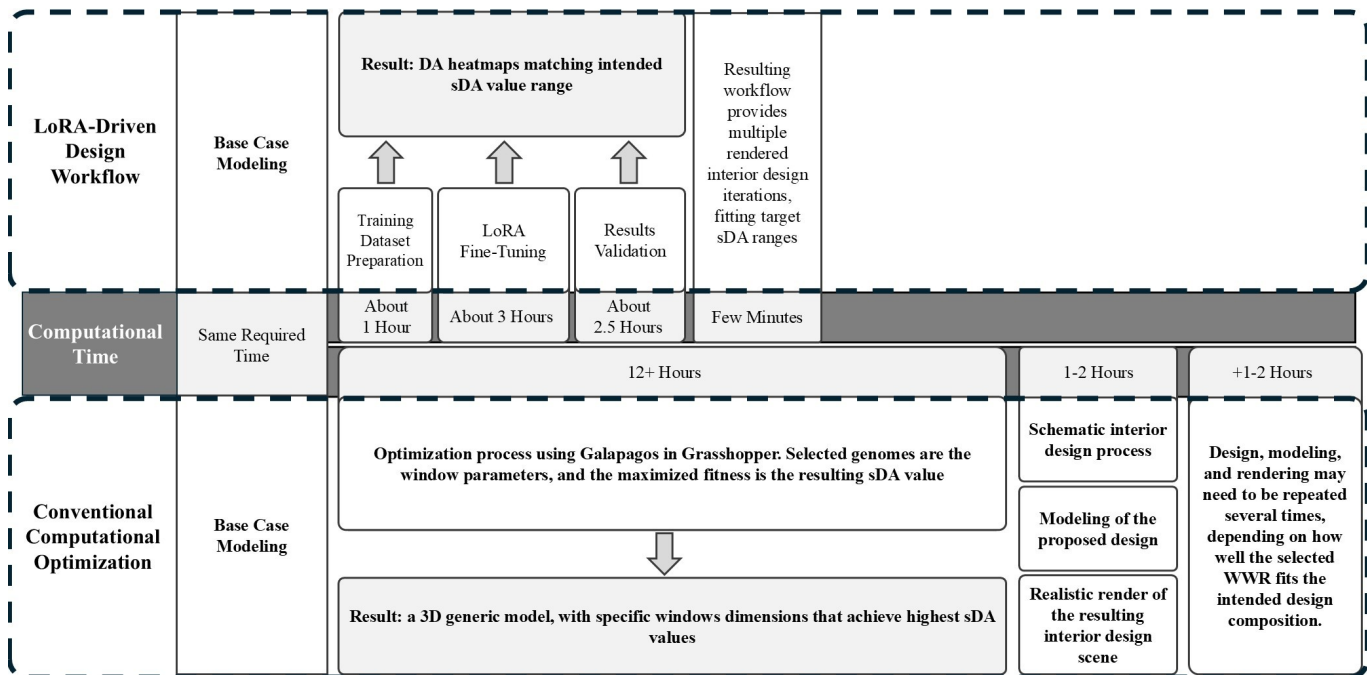 LoRA-Driven
Design
Workflow
Base Case
Modeling
Result: DA heatmaps matching intended
sDA value range
Training
Dataset
Preparation
LoRA
Fine-Tuning
Results
Validation
Resulting
workflow
provides
multiple
rendered
interior design
iterations,
fitting target
sDA ranges
Computational
Time
Same Required
Time
About
1 Hour
About 3 Hours
About
2.5 Hours
Few Minutes
12+ Hours
1-2 Hours
+1-2 Hours
Conventional
Computational
Optimization
Base Case
Modeling
Optimization process using Galapagos in Grasshopper. Selected genomes are the
window parameters, and the maximized fitness is the resulting sDA value
Result: a 3D generic model, with specific windows dimensions that achieve highest sDA
values
Schematic interior
design process
Modeling of the
proposed design
Realistic render of
the resulting
interior design
scene
Design, modeling,
and rendering may
need to be repeated
several times,
depending on how
well the selected
WWR fits the
intended design
composition.